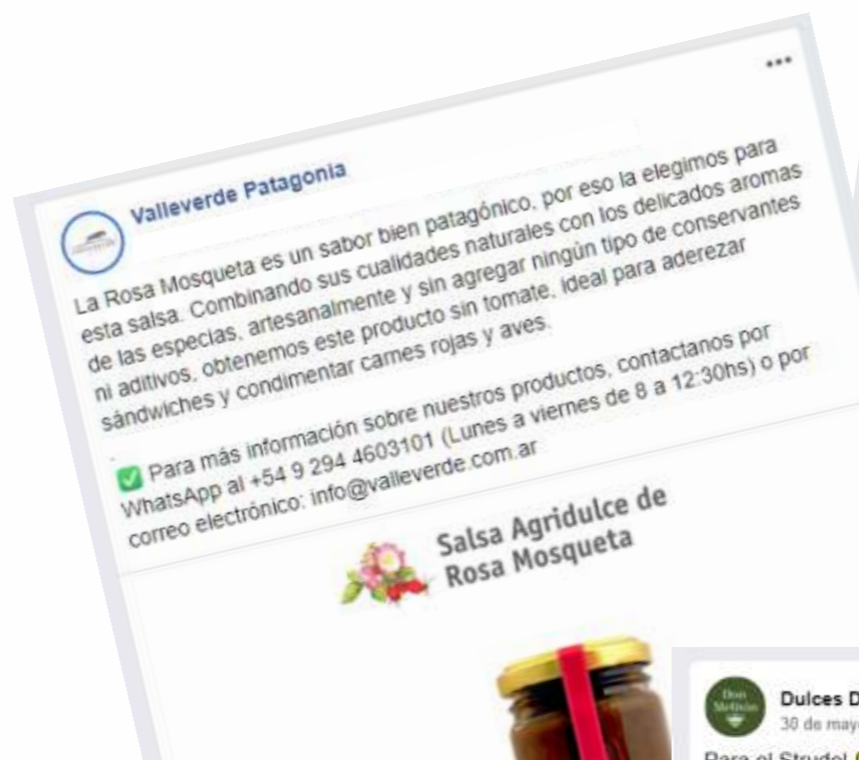 Valleverde Patagonia
La Rosa Mosqueta es un sabor bien patagónico, por eso la elegimos para
esta salsa. Combinando sus cualidades naturales con los delicados aromas
de las especias, artesanalmente y sin agregar ningún tipo de conservantes
ni aditivos, obtenemos este producto sin tomate, ideal para aderezar
sándwiches y condimentar carnes rojas y aves.
.
✅ Para más información sobre nuestros productos, contactanos por
WhatsApp al +54 9 294 4603101 (Lunes a viernes de 8 a 12:30hs) o por
correo electrónico: info@valleverde.com.ar
Salsa Agridulce de
Rosa Mosqueta
Don
Dulces D
30 de mayo
Para el Strudel